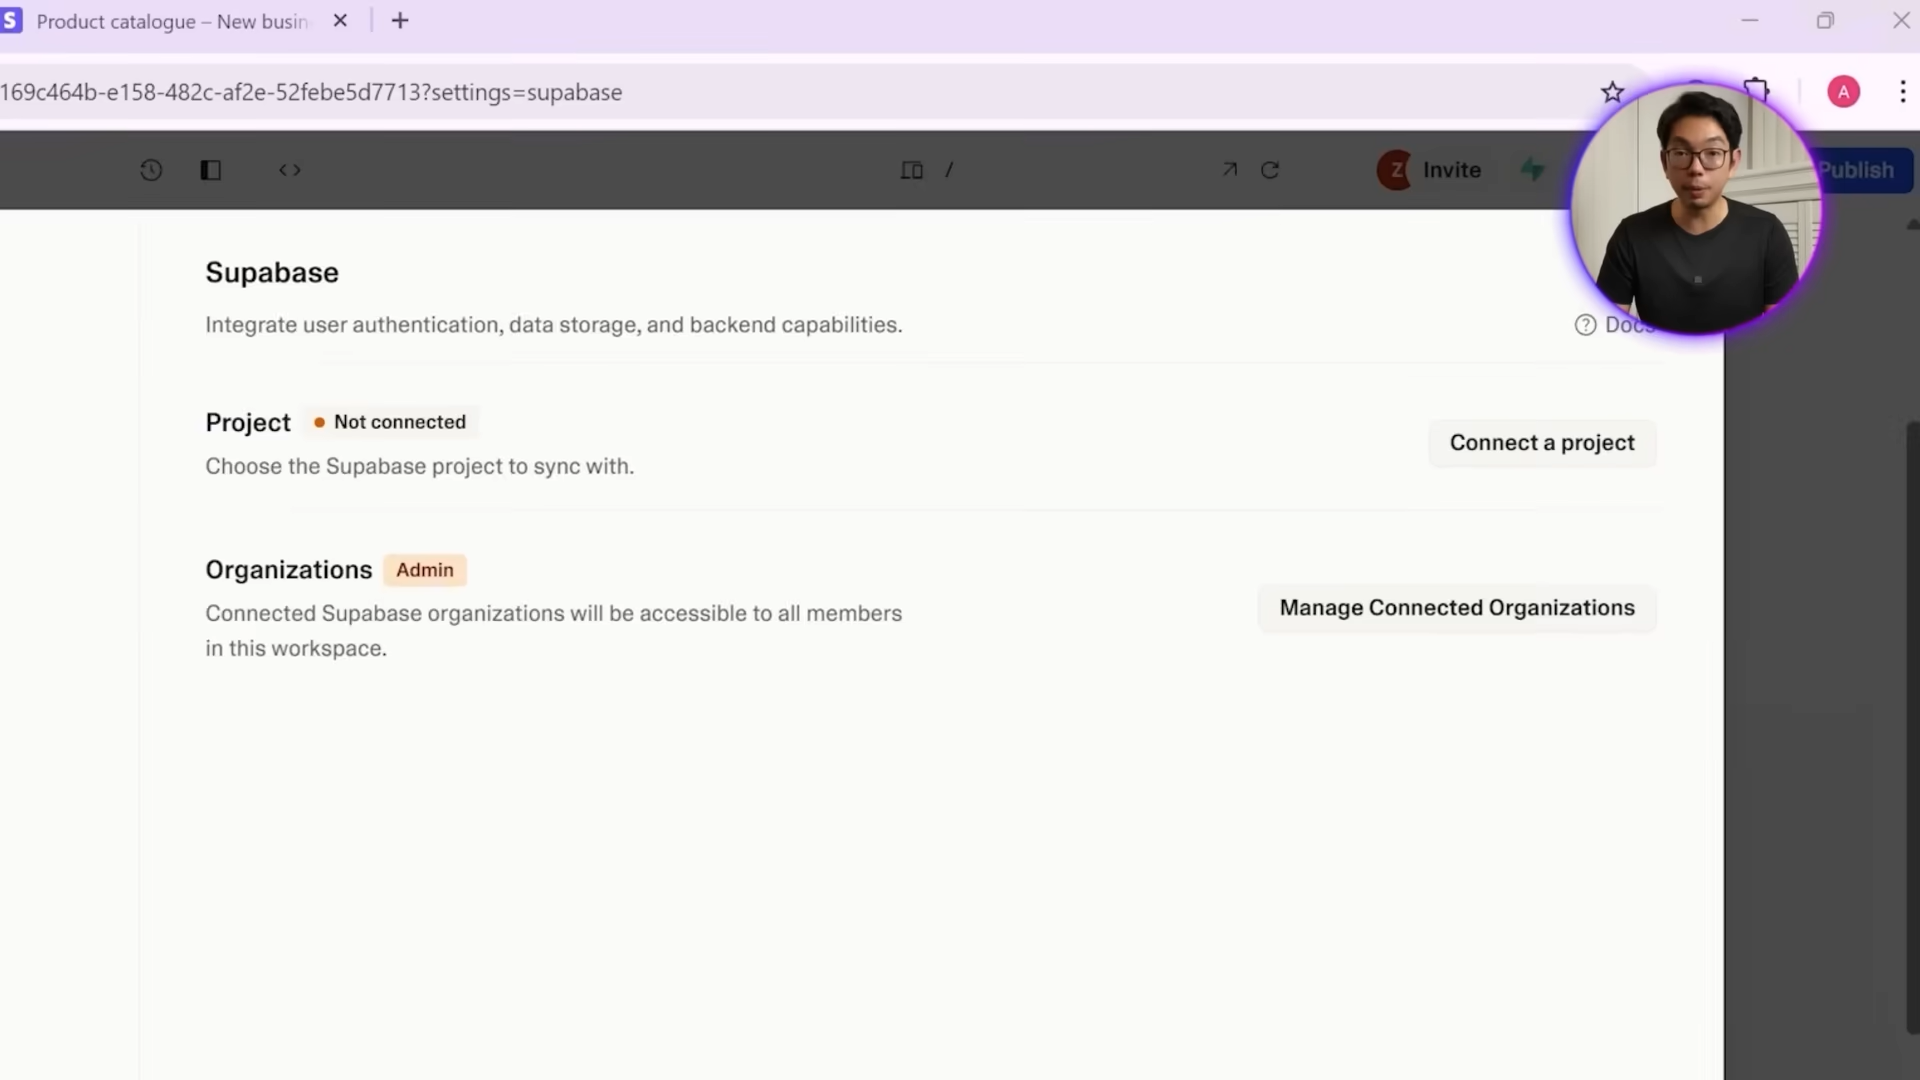 S Product catalogue – New busin
169c464b-e158-482c-af2e-52febe5d7713?settings=supabase
A
/
Z Invite
Publish
Supabase
Integrate user authentication, data storage, and backend capabilities.
? Docs
Project Not connected
Connect a project
Choose the Supabase project to sync with.
Organizations Admin
Manage Connected Organizations
Connected Supabase organizations will be accessible to all members
in this workspace.